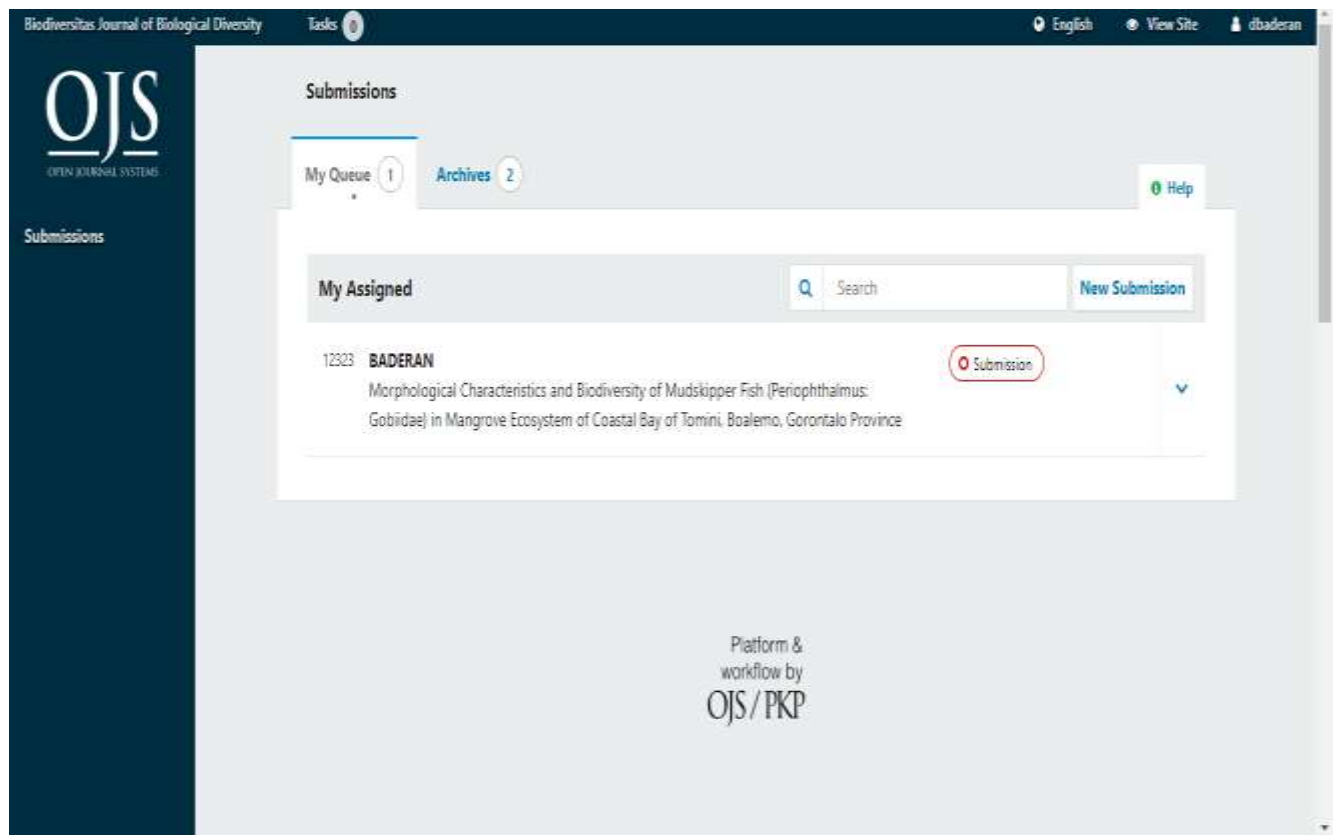 Biodiversitas Journal of Biological Diversity Tasks 0 English View Site dbaderan
OJS
OPEN JOURNAL SYSTEMS
Submissions
Submissions
My Queue 1 Archives 2
Help
My Assigned Search New Submission
12323 BADERAN Submission
Morphological Characteristics and Biodiversity of Mudskipper Fish (Periophthalmus:
Gobiidae) in Mangrove Ecosystem of Coastal Bay of Tomini, Boalemo, Gorontalo Province
Platform &
workflow by
OJS / PKP